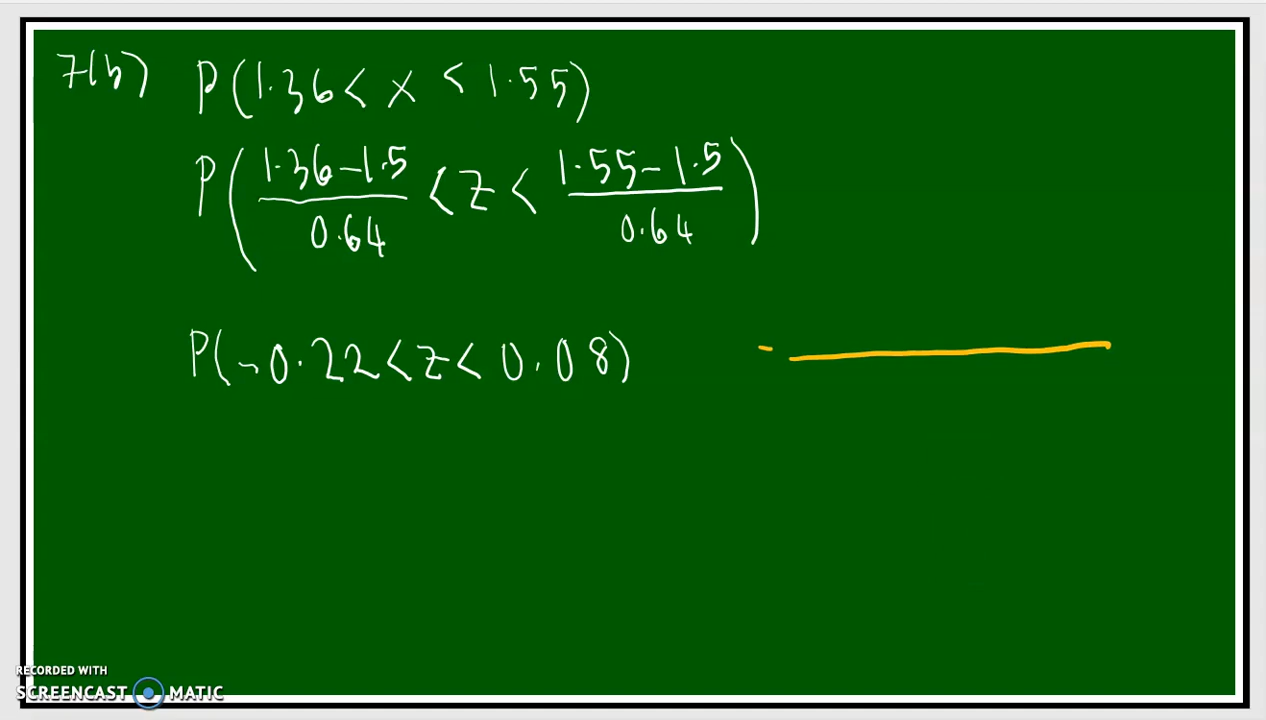 7(b) P(1.36 < x < 1.55)
P(1.36-1.5/0.64 < z < 1.55-1.5/0.64)
P(-0.22 < z < 0.08)
RECORDED WITH
SCREENCAST MATIC